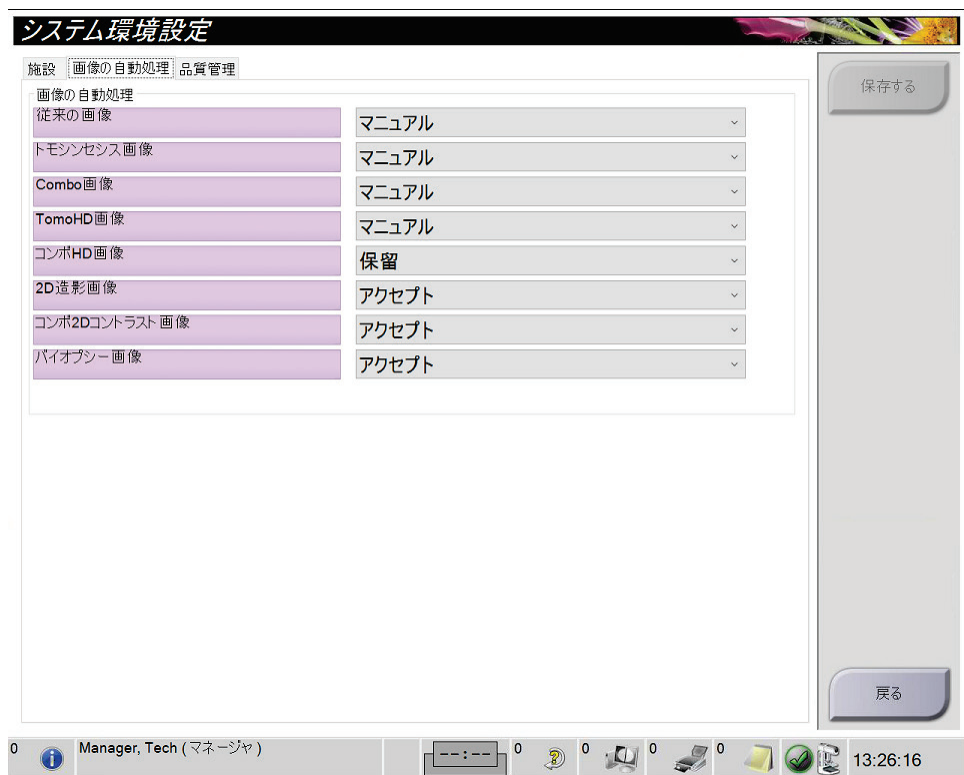 システム環境設定
施設 画像の自動処理 品質管理
保存する
画像の自動処理
従来の画像 マニュアル
トモシンセシス画像 マニュアル
Combo画像 マニュアル
TomoHD画像 マニュアル
コンボHD画像 保留
2D造影画像 アクセプト
コンボ2Dコントラスト画像 アクセプト
バイオプシー画像 アクセプト
戻る
0 Manager, Tech (マネージャ) --:-- 0 0 0 0 13:26:16